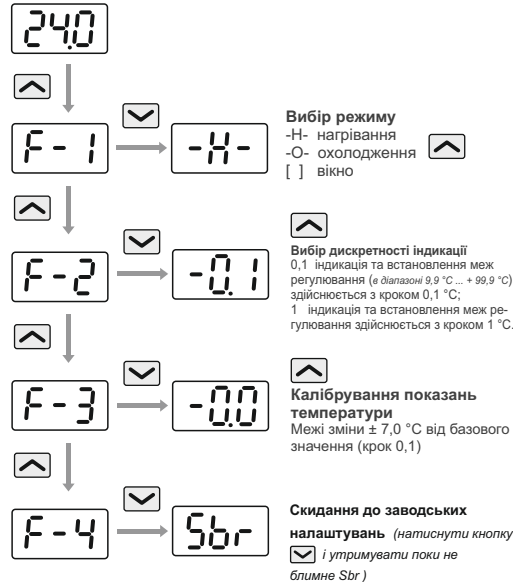 24.0
F-1
-H-
Вибір режиму
-Н- нагрівання
-О- охолодження
[ ] вікно
F-2
-0.1
Вибір дискретності індикації
0,1 індикація та встановлення меж
регулювання (в діапазоні 9,9 °С ... + 99,9 °С)
здійснюється з кроком 0,1 °С;
1 індикація та встановлення меж ре-
гулювання здійснюється з кроком 1 °С.
F-3
-0.0
Калібрування показань
температури
Межі зміни ± 7,0 °С від базового
значення (крок 0,1)
F-4
Sbr
Скидання до заводських
налаштувань (натиснути кнопку
і утримувати поки не
блимне Sbr )